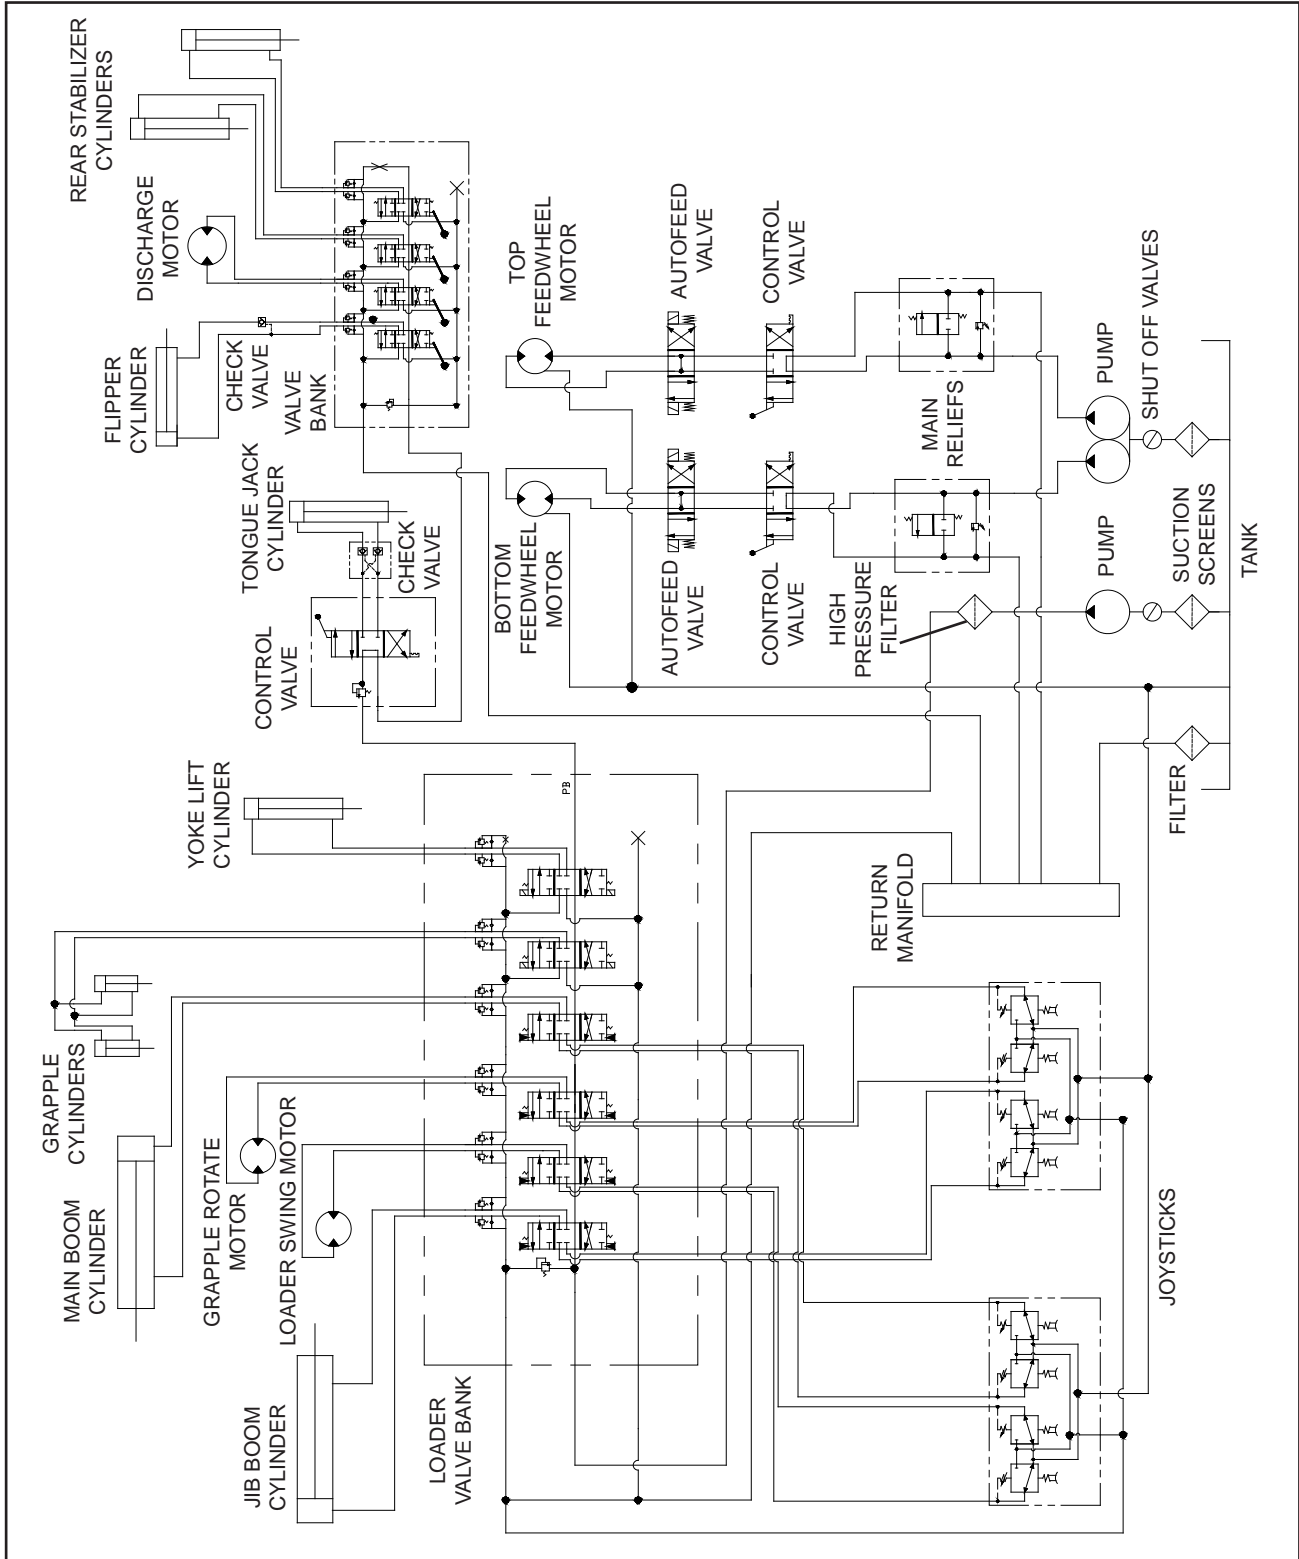 REAR STABILIZER
CYLINDERS
DISCHARGE
MOTOR
FLIPPER
CYLINDER
CHECK
VALVE
VALVE
BANK
TONGUE JACK
CYLINDER
CHECK
VALVE
CONTROL
VALVE
YOKE LIFT
CYLINDER
GRAPPLE
CYLINDERS
MAIN BOOM
CYLINDER
GRAPPLE ROTATE
MOTOR
LOADER SWING MOTOR
JIB BOOM
CYLINDER
LOADER
VALVE BANK
PB
TOP
FEEDWHEEL
MOTOR
BOTTOM
FEEDWHEEL
MOTOR
AUTOFEED
VALVE
AUTOFEED
VALVE
CONTROL
VALVE
CONTROL
VALVE
HIGH
PRESSURE
FILTER
MAIN
RELIEFS
PUMP
PUMP
SHUT OFF VALVES
SUCTION
SCREENS
TANK
FILTER
RETURN
MANIFOLD
JOYSTICKS